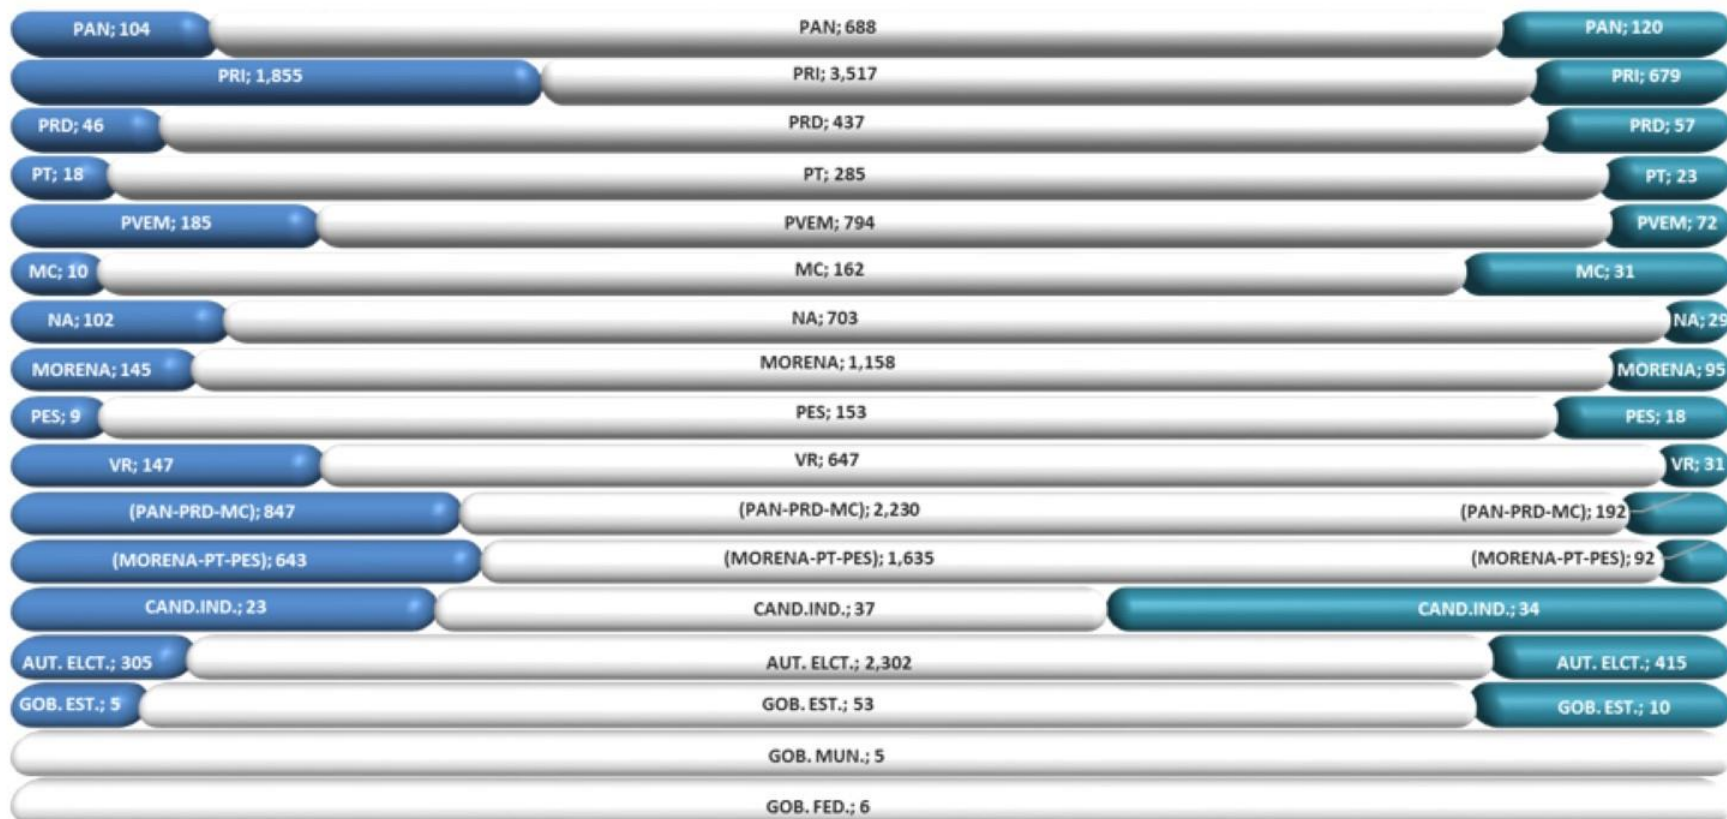 PAN; 104 PAN; 688 PAN; 120
PRI; 1,855 PRI; 3,517 PRI; 679
PRD; 46 PRD; 437 PRD; 57
PT; 18 PT; 285 PT; 23
PVEM; 185 PVEM; 794 PVEM; 72
MC; 10 MC; 162 MC; 31
NA; 102 NA; 703 NA; 29
MORENA; 145 MORENA; 1,158 MORENA; 95
PES; 9 PES; 153 PES; 18
VR; 147 VR; 647 VR; 31
(PAN-PRD-MC); 847 (PAN-PRD-MC); 2,230 (PAN-PRD-MC); 192
(MORENA-PT-PES); 643 (MORENA-PT-PES); 1,635 (MORENA-PT-PES); 92
CAND.IND.; 23 CAND.IND.; 37 CAND.IND.; 34
AUT. ELCT.; 305 AUT. ELCT.; 2,302 AUT. ELCT.; 415
GOB. EST.; 5 GOB. EST.; 53 GOB. EST.; 10
GOB. MUN.; 5
GOB. FED.; 6